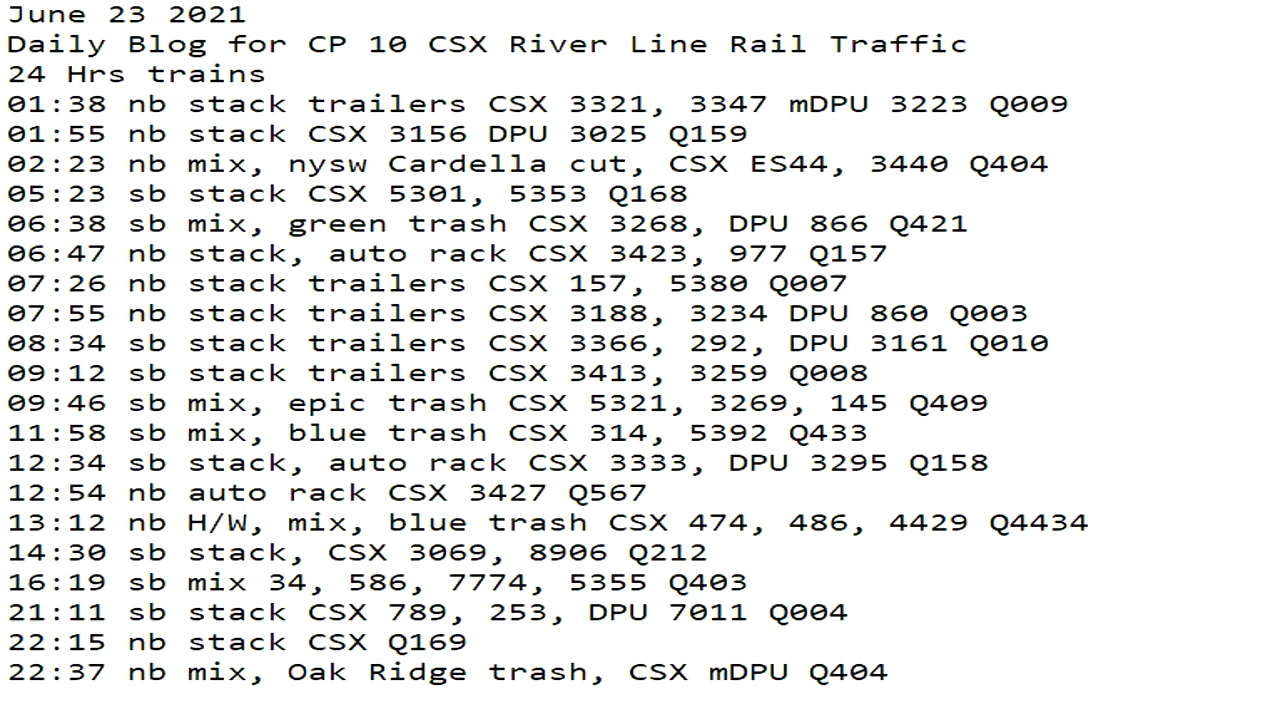 June 23 2021
Daily Blog for CP 10 CSX River Line Rail Traffic
24 Hrs trains
01:38 nb stack trailers CSX 3321, 3347 mDPU 3223 Q009
01:55 nb stack CSX 3156 DPU 3025 Q159
02:23 nb mix, nysw Cardella cut, CSX ES44, 3440 Q404
05:23 sb stack CSX 5301, 5353 Q168
06:38 sb mix, green trash CSX 3268, DPU 866 Q421
06:47 nb stack, auto rack CSX 3423, 977 Q157
07:26 nb stack trailers CSX 157, 5380 Q007
07:55 nb stack trailers CSX 3188, 3234 DPU 860 Q003
08:34 sb stack trailers CSX 3366, 292, DPU 3161 Q010
09:12 sb stack trailers CSX 3413, 3259 Q008
09:46 sb mix, epic trash CSX 5321, 3269, 145 Q409
11:58 sb mix, blue trash CSX 314, 5392 Q433
12:34 sb stack, auto rack CSX 3333, DPU 3295 Q158
12:54 nb auto rack CSX 3427 Q567
13:12 nb H/W, mix, blue trash CSX 474, 486, 4429 Q4434
14:30 sb stack, CSX 3069, 8906 Q212
16:19 sb mix 34, 586, 7774, 5355 Q403
21:11 sb stack CSX 789, 253, DPU 7011 Q004
22:15 nb stack CSX Q169
22:37 nb mix, Oak Ridge trash, CSX mDPU Q404